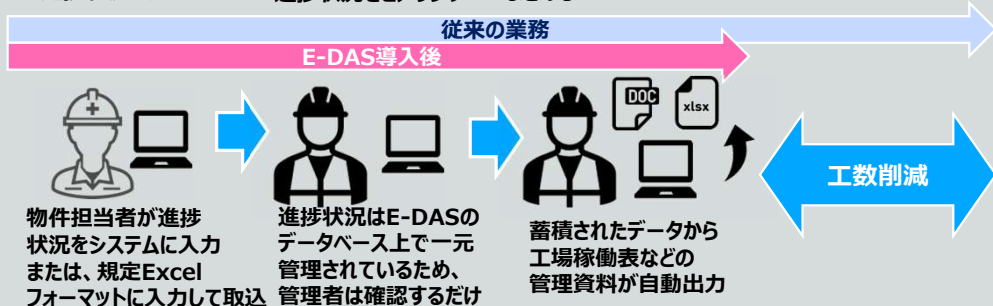 従来の業務
E-DAS導入後
DOC
xlsx
工数削減
物件担当者が進捗
状況をシステムに入力
または、規定Excel
フォーマットに入力して取込
進捗状況はE-DASの
データベース上で一元
管理されているため、
管理者は確認するだけ
蓄積されたデータから
工場稼働表などの
管理資料が自動出力